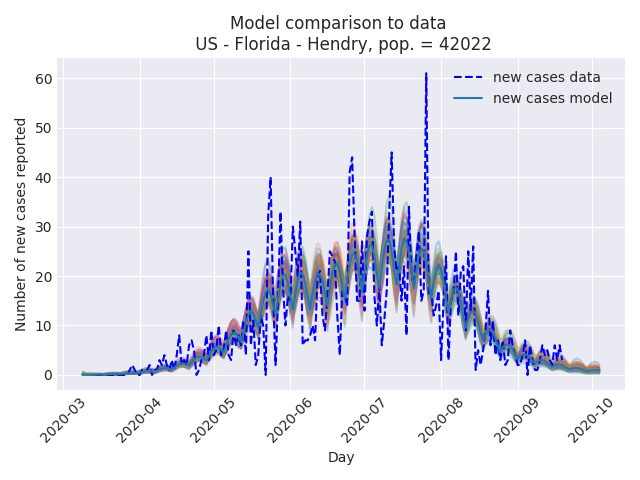 Model comparison to data
US - Florida - Hendry, pop. = 42022
new cases data
new cases model
Number of new cases reported
60
50
40
30
20
10
0
2020-03
2020-04
2020-05
2020-06
2020-07
2020-08
2020-09
2020-10
Day